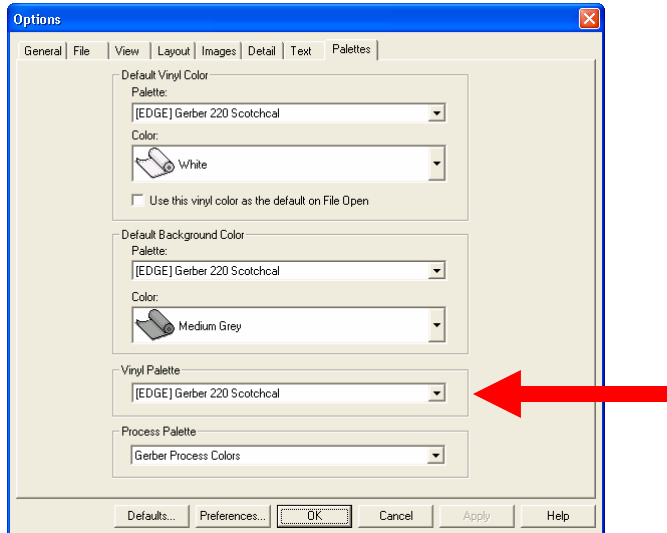 Options
General File View Layout Images Detail Text Palettes
Default Vinyl Color
Palette:
[EDGE] Gerber 220 Scotchcal
Color:
White
Use this vinyl color as the default on File Open
Default Background Color
Palette:
[EDGE] Gerber 220 Scotchcal
Color:
Medium Grey
Vinyl Palette
[EDGE] Gerber 220 Scotchcal
Process Palette
Gerber Process Colors
Defaults... Preferences... OK Cancel Apply Help